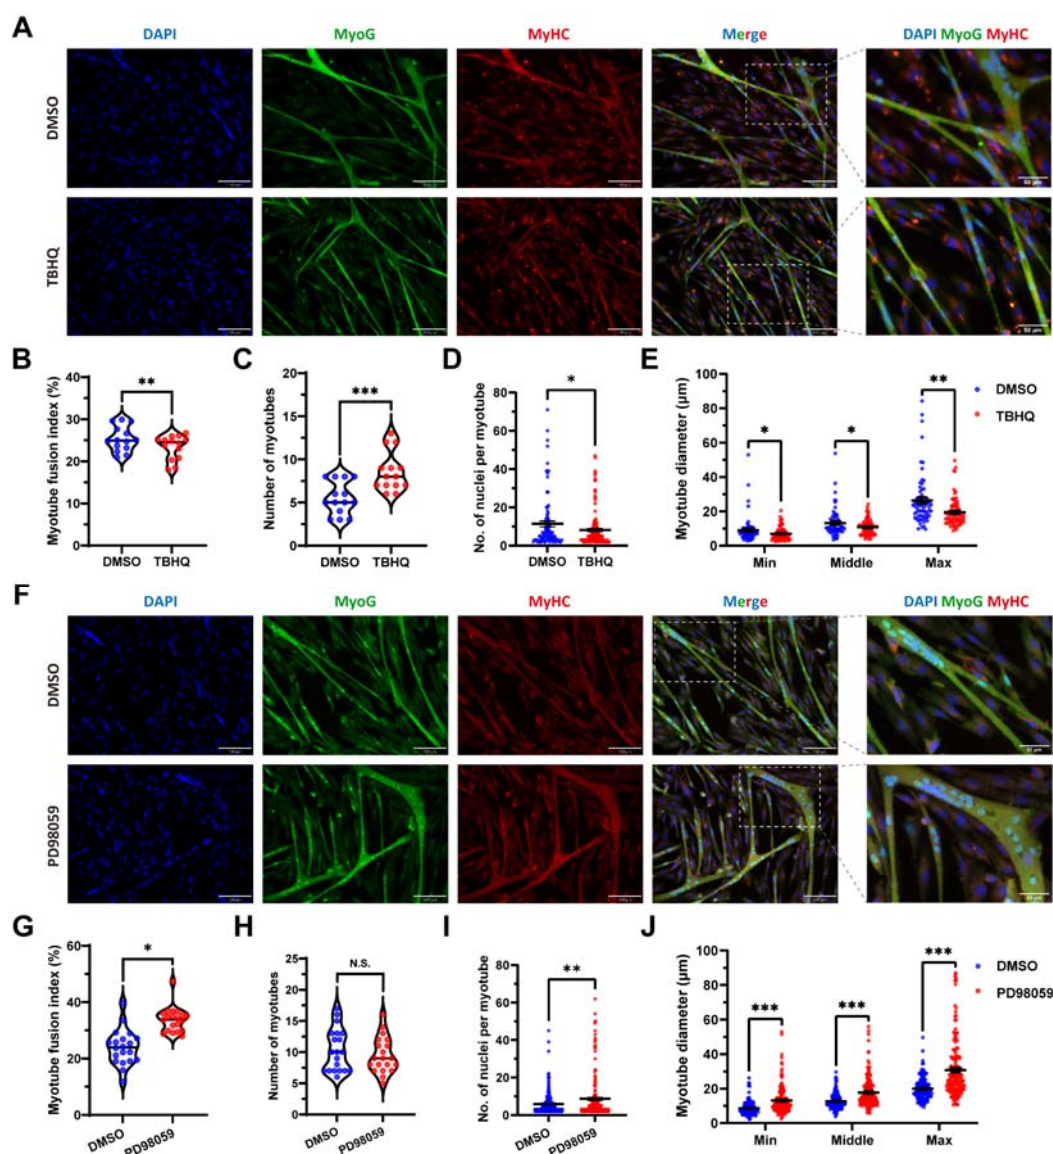 A
DAPI MyoG MyHC Merge DAPI MyoG MyHC
DMSO
50 µm
TBHQ
50 µm
B
Myotube fusion index (%)
40
30
20
10
0
**
DMSO TBHQ
C
Number of myotubes
20
15
10
5
0
***
DMSO TBHQ
D
No. of nuclei per myotube
100
80
60
40
20
0
*
DMSO TBHQ
E
Myotube diameter (µm)
100
80
60
40
20
0
*
*
**
DMSO
TBHQ
Min Middle Max
F
DAPI MyoG MyHC Merge DAPI MyoG MyHC
DMSO
PD98059
G
Myotube fusion index (%)
60
40
20
0
*
DMSO PD98059
H
Number of myotubes
25
20
15
10
5
0
N.S.
DMSO PD98059
I
No. of nuclei per myotube
100
80
60
40
20
0
**
DMSO PD98059
J
Myotube diameter (µm)
100
80
60
40
20
0
***
***
***
DMSO
PD98059
Min Middle Max